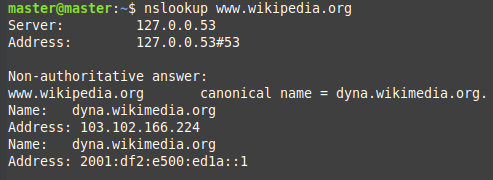 master@master:~$ nslookup www.wikipedia.org
Server:         127.0.0.53
Address:        127.0.0.53#53

Non-authoritative answer:
www.wikipedia.org       canonical name = dyna.wikimedia.org.
Name:   dyna.wikimedia.org
Address: 103.102.166.224
Name:   dyna.wikimedia.org
Address: 2001:df2:e500:ed1a::1